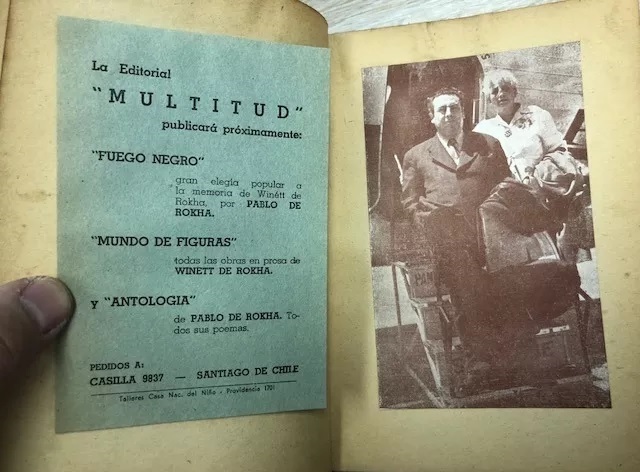 La Editorial
"MULTITUD"
publicará próximamente:
"FUEGO NEGRO"
gran elegía popular a
la memoria de Winétt de
Rokha, por PABLO DE
ROKHA.
"MUNDO DE FIGURAS"
todas las obras en prosa de
WINETT DE ROKHA.
y "ANTOLOGIA"
de PABLO DE ROKHA. To-
dos sus poemas.
PEDIDOS A:
CASILLA 9837 — SANTIAGO DE CHILE
Talleres Casa Nac. del Niño - Providencia 1701
PAN